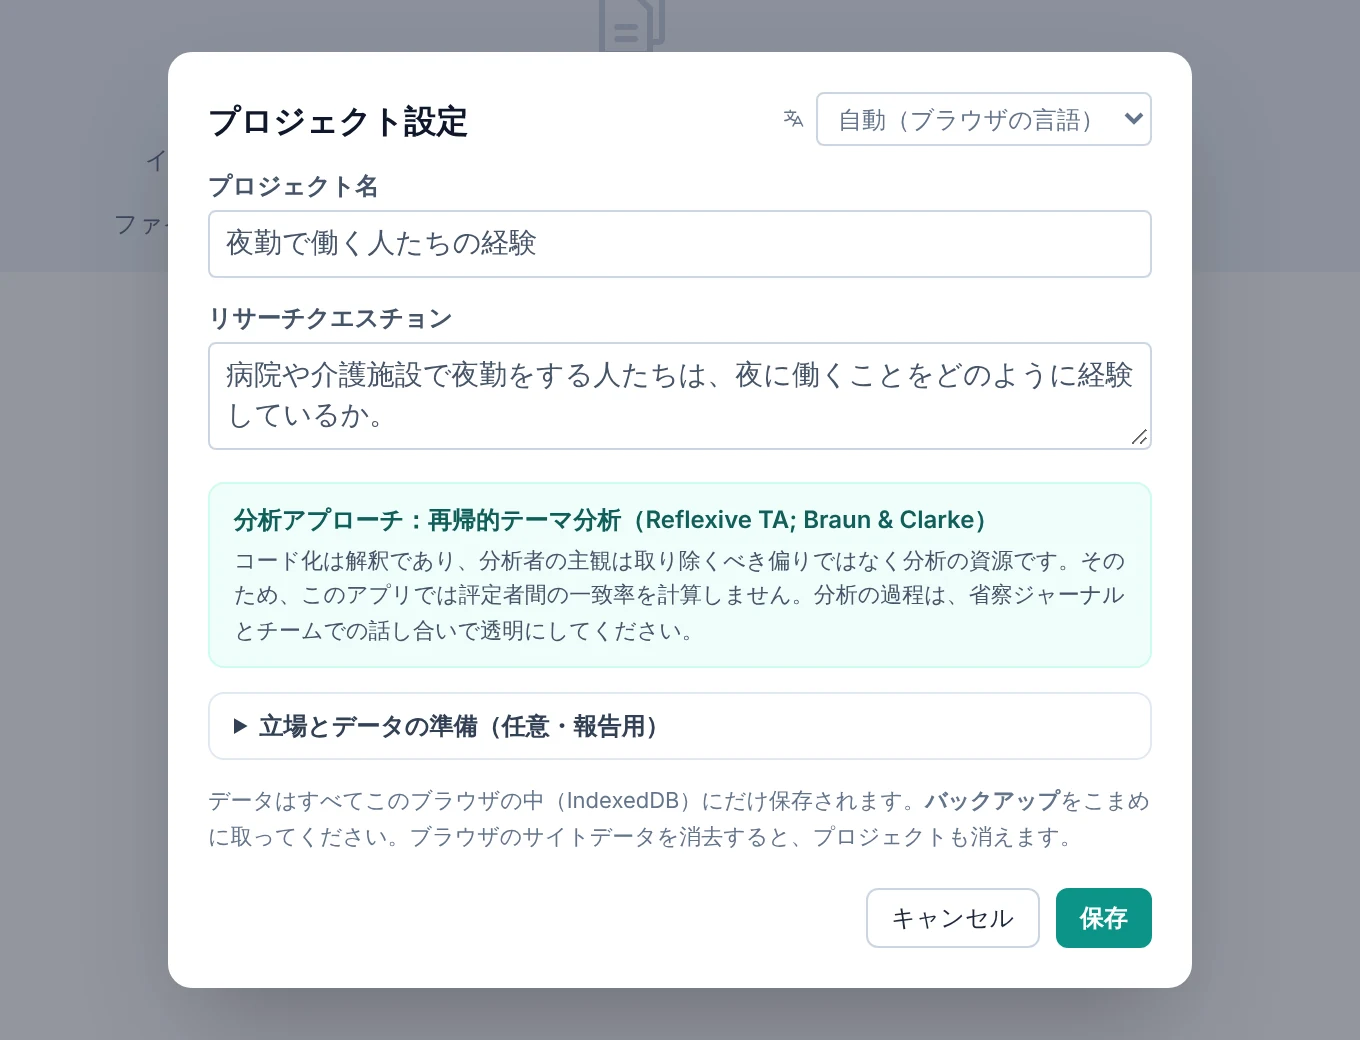 プロジェクト設定
自動（ブラウザの言語）
イ
ファイ
プロジェクト名
夜勤で働く人たちの経験
リサーチクエスチョン
病院や介護施設で夜勤をする人たちは、夜に働くことをどのように経験
しているか。
分析アプローチ：再帰的テーマ分析（Reflexive TA; Braun & Clarke）
コード化は解釈であり、分析者の主観は取り除くべき偏りではなく分析の資源です。その
ため、このアプリでは評定者間の一致率を計算しません。分析の過程は、省察ジャーナル
とチームでの話し合いで透明にしてください。
立場とデータの準備（任意・報告用）
データはすべてこのブラウザの中（IndexedDB）にだけ保存されます。バックアップをこまめ
に取ってください。ブラウザのサイトデータを消去すると、プロジェクトも消えます。
キャンセル
保存